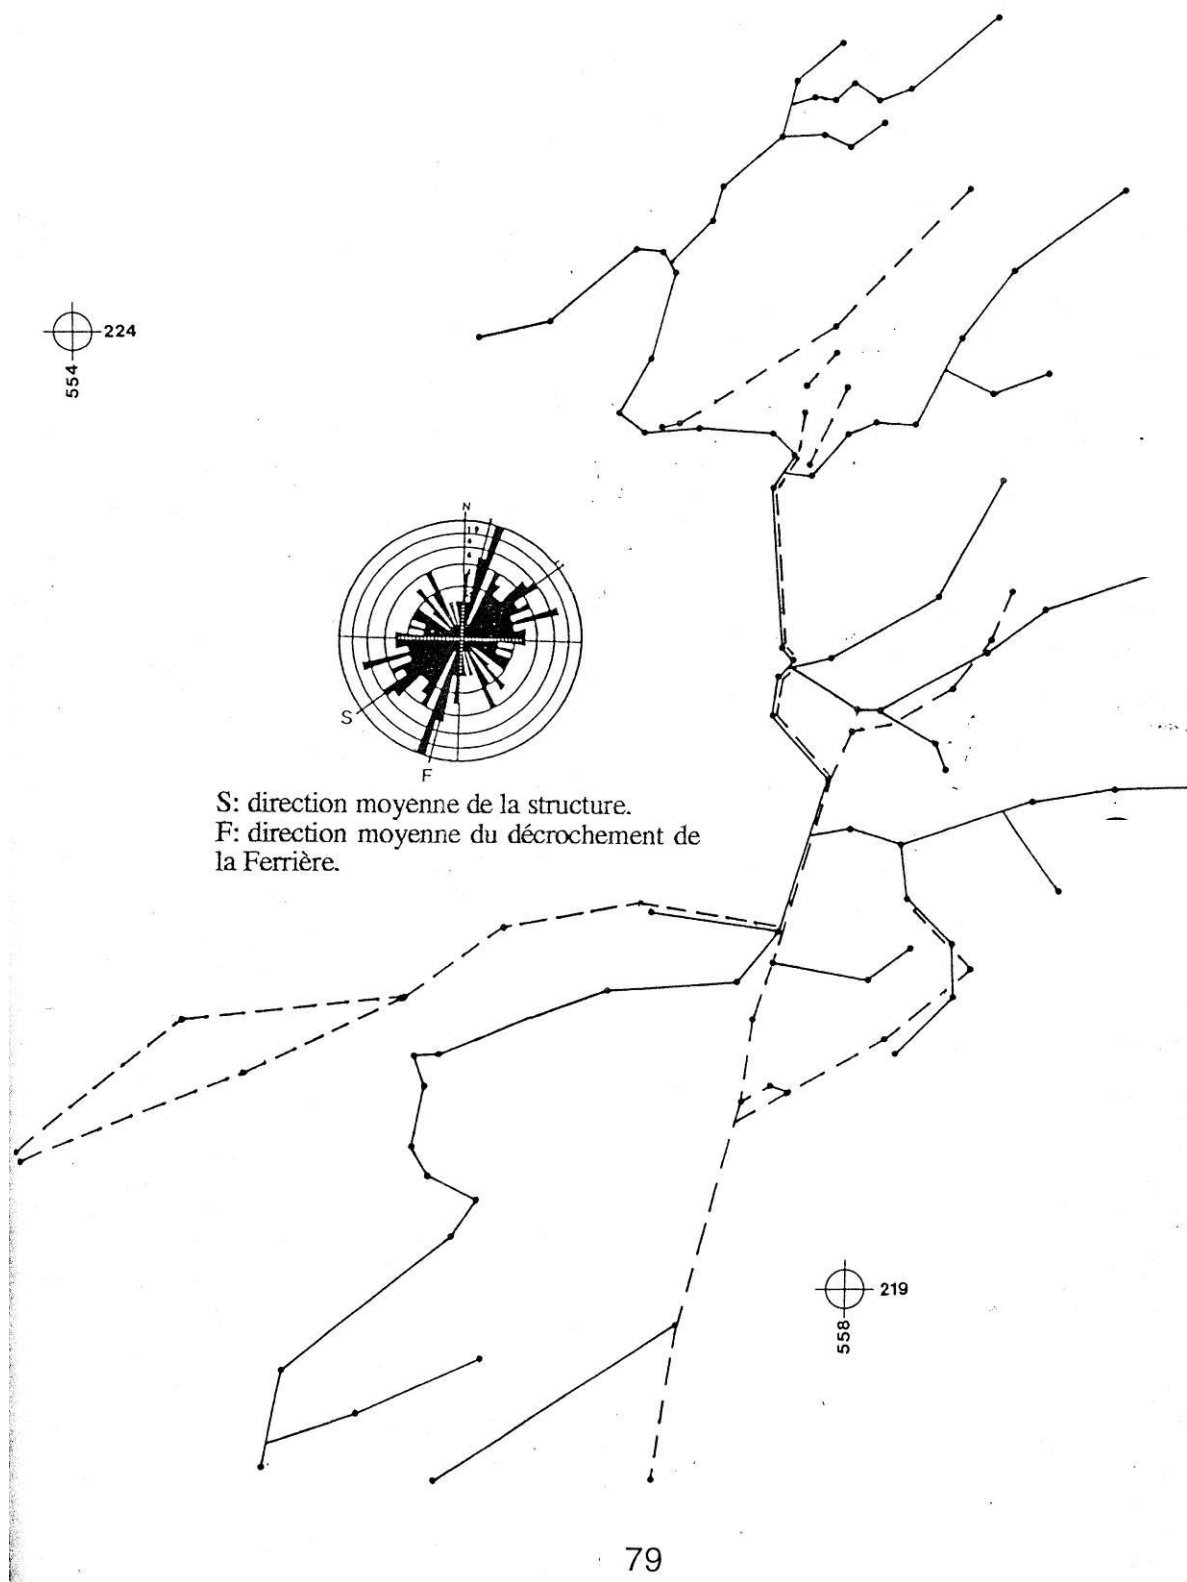 224
554
N
S
F
S: direction moyenne de la structure.
F: direction moyenne du décrochement de
la Ferrière.
219
558
79